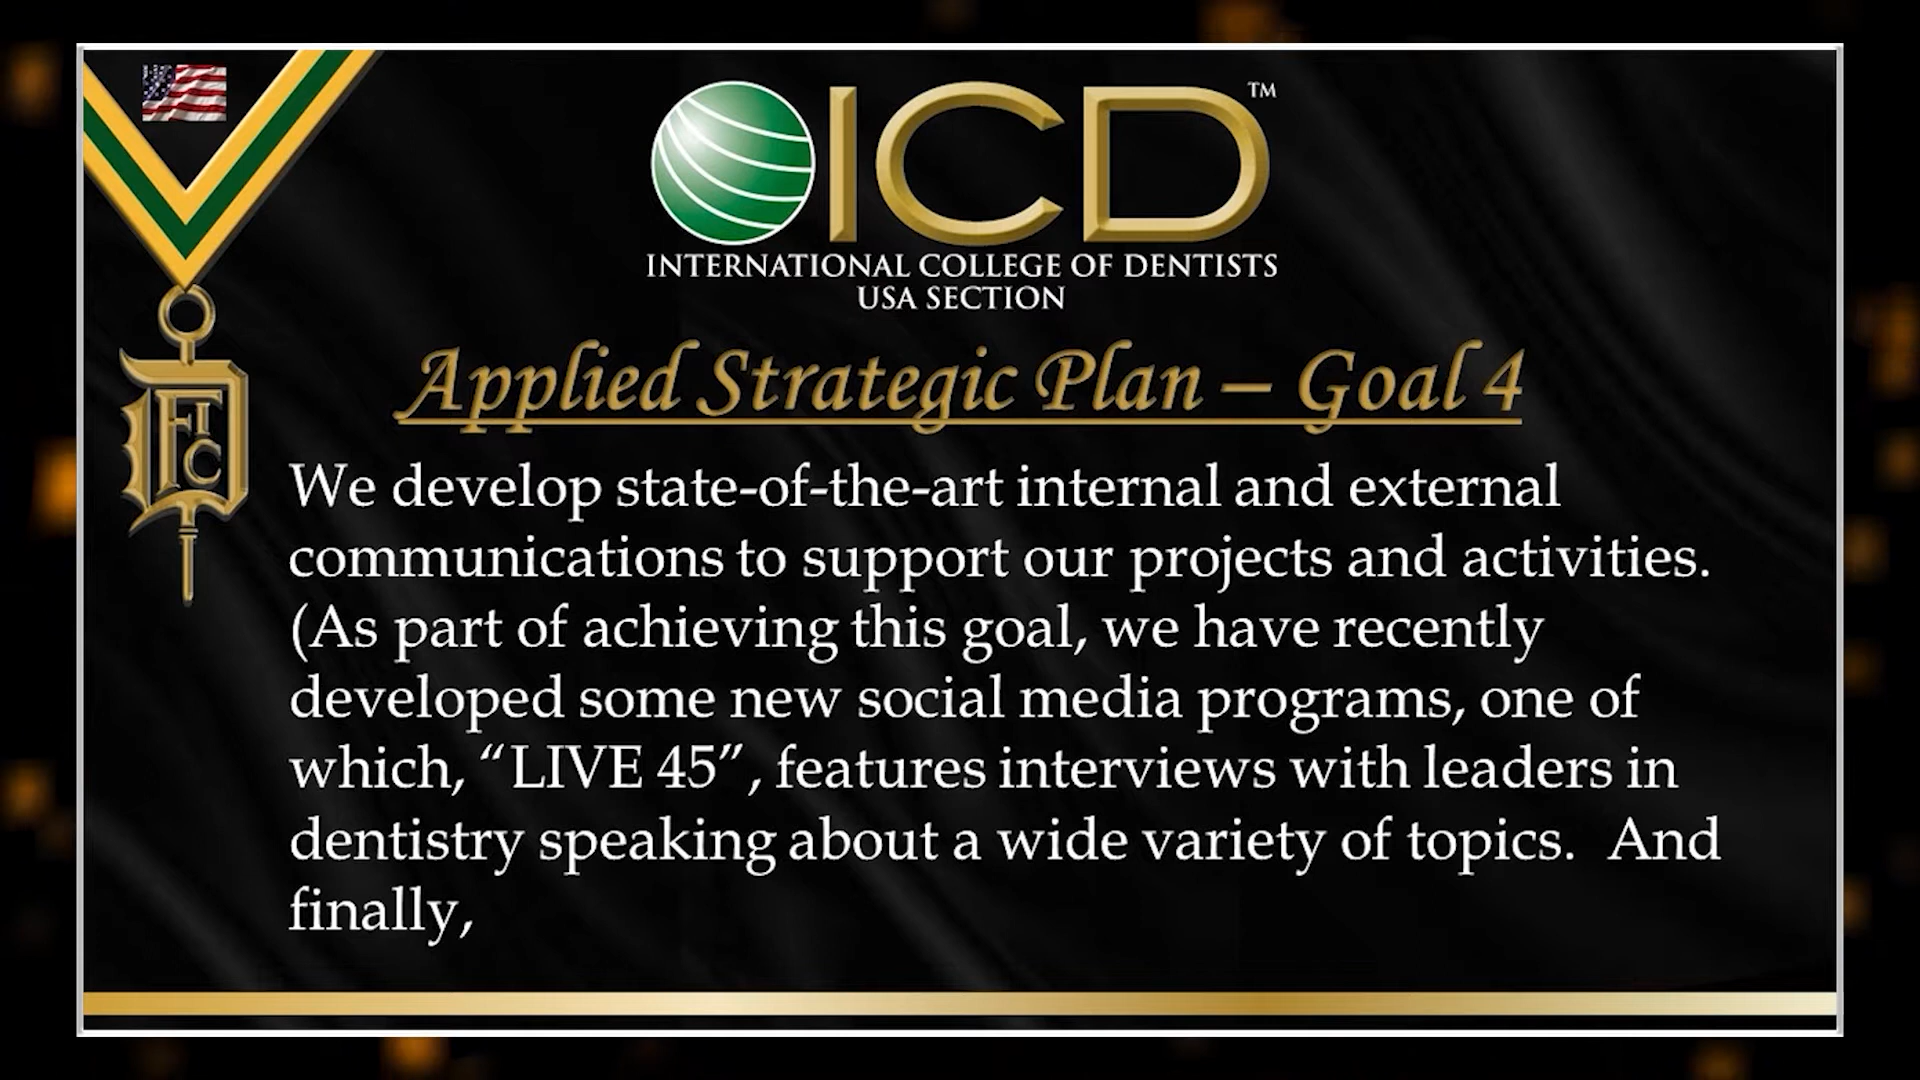 ICD™
INTERNATIONAL COLLEGE OF DENTISTS
USA SECTION
Applied Strategic Plan – Goal 4
FICD
We develop state-of-the-art internal and external
communications to support our projects and activities.
(As part of achieving this goal, we have recently
developed some new social media programs, one of
which, “LIVE 45”, features interviews with leaders in
dentistry speaking about a wide variety of topics.  And
finally,